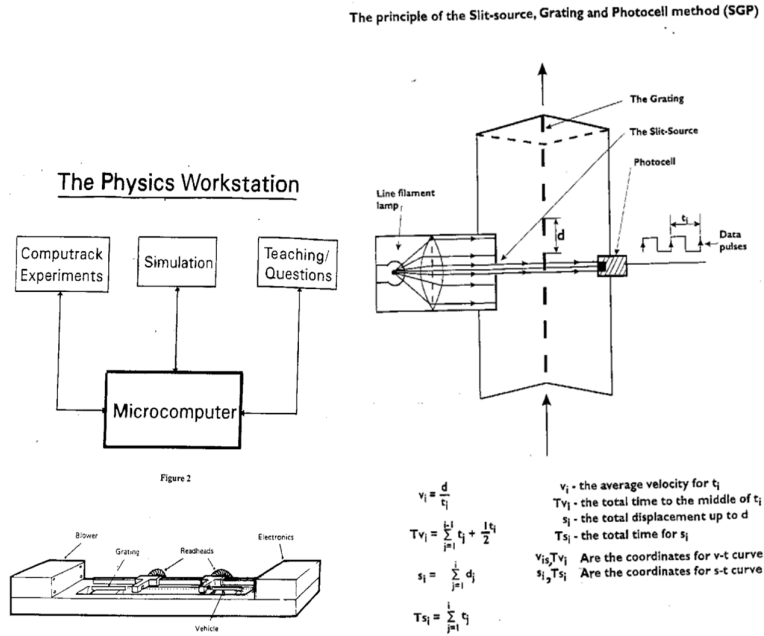 The principle of the Slit-source, Grating and Photocell method (SGP)
The Grating
The Slit-Source
Photocell
Line filament
lamp
d
tᵢ
Data
pulses
The Physics Workstation
Computrack
Experiments
Simulation
Teaching/
Questions
Microcomputer
Figure 2
Blower
Grating
Readheads
Electronics
Vehicle
vᵢ = d/tᵢ
Tvᵢ = Σ_{j=1}^{i-1} tⱼ + 1/2 tᵢ
sᵢ = Σ_{j=1}^{i} dⱼ
Tsᵢ = Σ_{j=1}^{i} tⱼ
vᵢ - the average velocity for tᵢ
Tvᵢ - the total time to the middle of tᵢ
sᵢ - the total displacement up to d
Tsᵢ - the total time for sᵢ
vᵢₛ,Tvᵢ Are the coordinates for v-t curve
sᵢ,Tsᵢ Are the coordinates for s-t curve